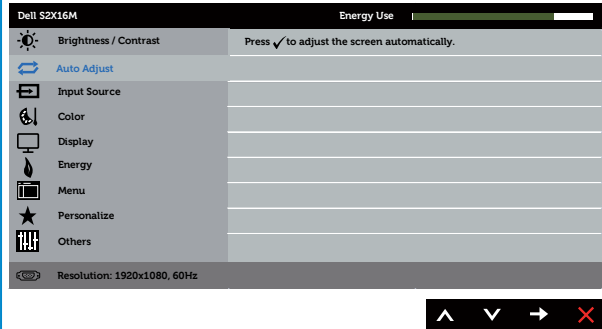 Dell S2X16M Energy Use
Brightness / Contrast Press ✓ to adjust the screen automatically.
Auto Adjust
Input Source
Color
Display
Energy
Menu
Personalize
Others
Resolution: 1920x1080, 60Hz